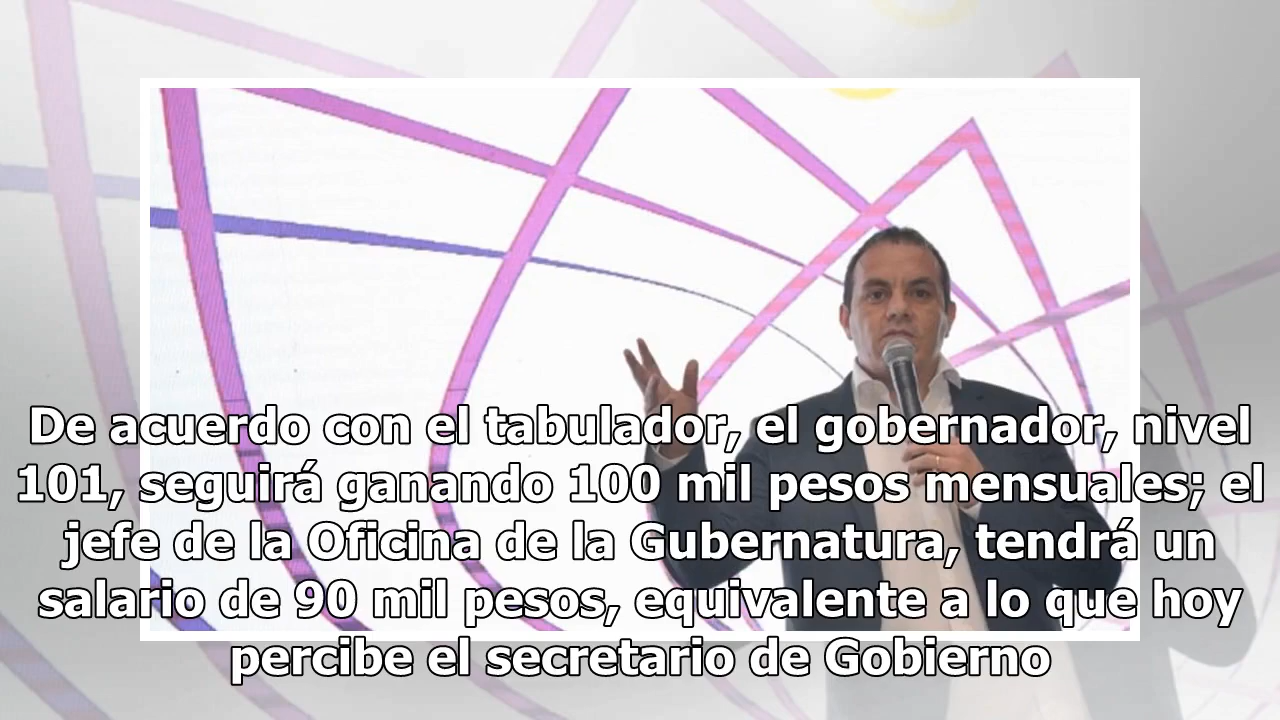 De acuerdo con el tabulador, el gobernador, nivel
101, seguirá ganando 100 mil pesos mensuales; el
jefe de la Oficina de la Gubernatura, tendrá un
salario de 90 mil pesos, equivalente a lo que hoy
percibe el secretario de Gobierno